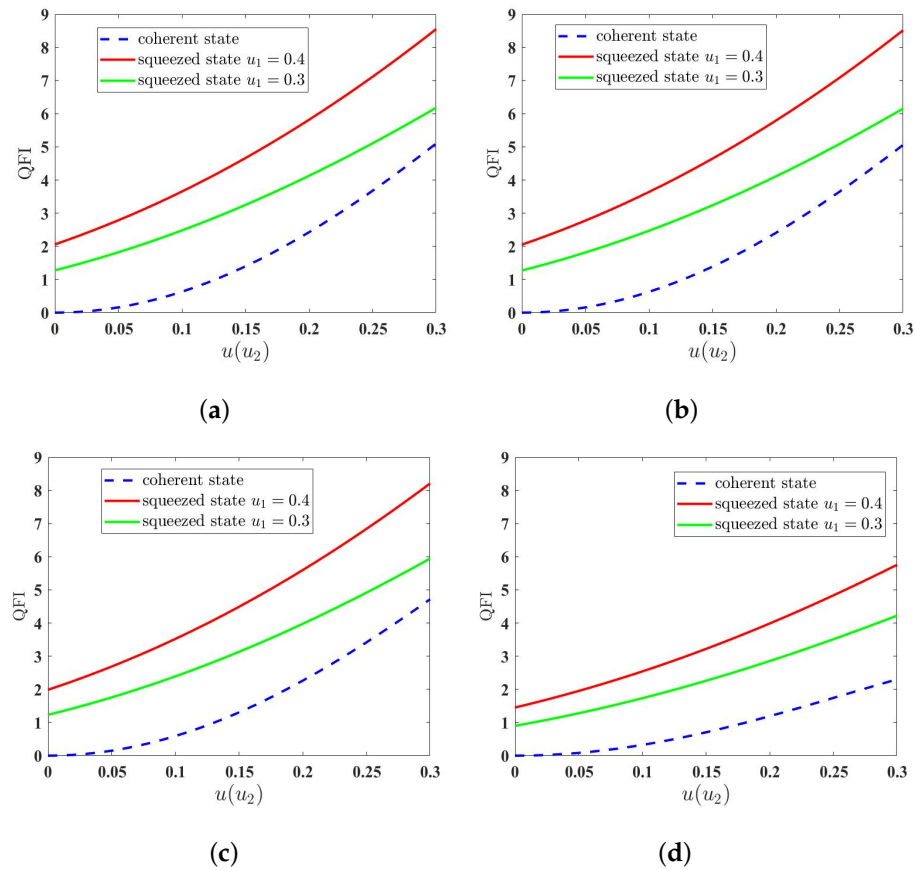 9
8
7
6
5
4
3
2
1
0
QFI
coherent state
squeezed state u₁ = 0.4
squeezed state u₁ = 0.3
0 0.05 0.1 0.15 0.2 0.25 0.3
u(u₂)
(a)
9
8
7
6
5
4
3
2
1
0
QFI
coherent state
squeezed state u₁ = 0.4
squeezed state u₁ = 0.3
0 0.05 0.1 0.15 0.2 0.25 0.3
u(u₂)
(b)
9
8
7
6
5
4
3
2
1
0
QFI
coherent state
squeezed state u₁ = 0.4
squeezed state u₁ = 0.3
0 0.05 0.1 0.15 0.2 0.25 0.3
u(u₂)
(c)
9
8
7
6
5
4
3
2
1
0
QFI
coherent state
squeezed state u₁ = 0.4
squeezed state u₁ = 0.3
0 0.05 0.1 0.15 0.2 0.25 0.3
u(u₂)
(d)